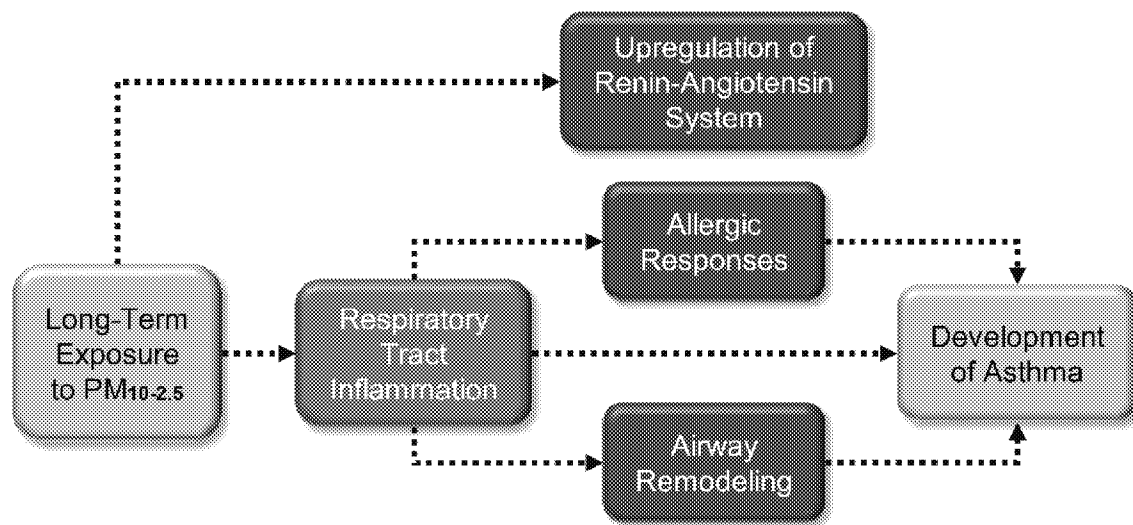 Upregulation of
Renin-Angiotensin
System
Allergic
Responses
Long-Term
Exposure
to PM10-2.5
Respiratory
Tract
Inflammation
Development
of Asthma
Airway
Remodeling